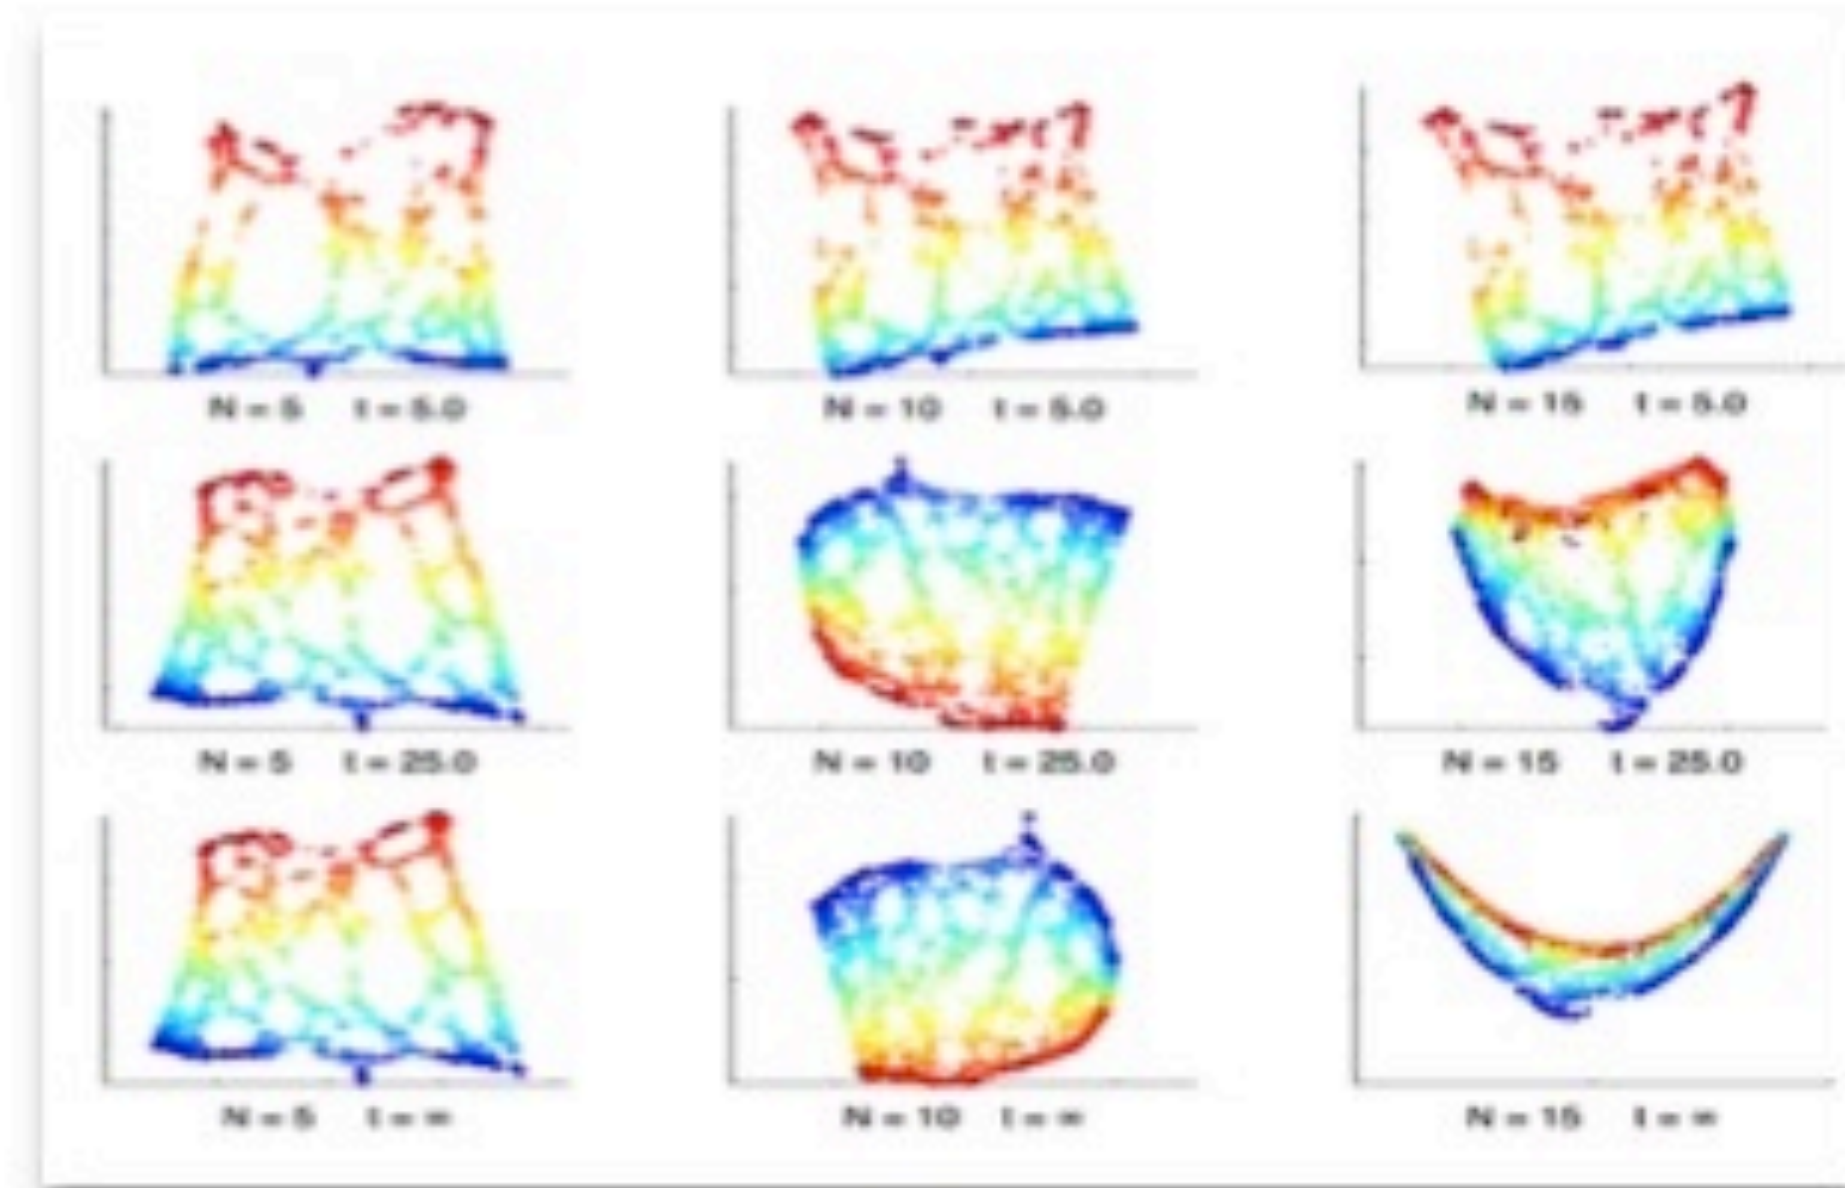 N = 5 t = 5.0
N = 10 t = 5.0
N = 15 t = 5.0
N = 5 t = 25.0
N = 10 t = 25.0
N = 15 t = 25.0
N = 5 t = ∞
N = 10 t = ∞
N = 15 t = ∞